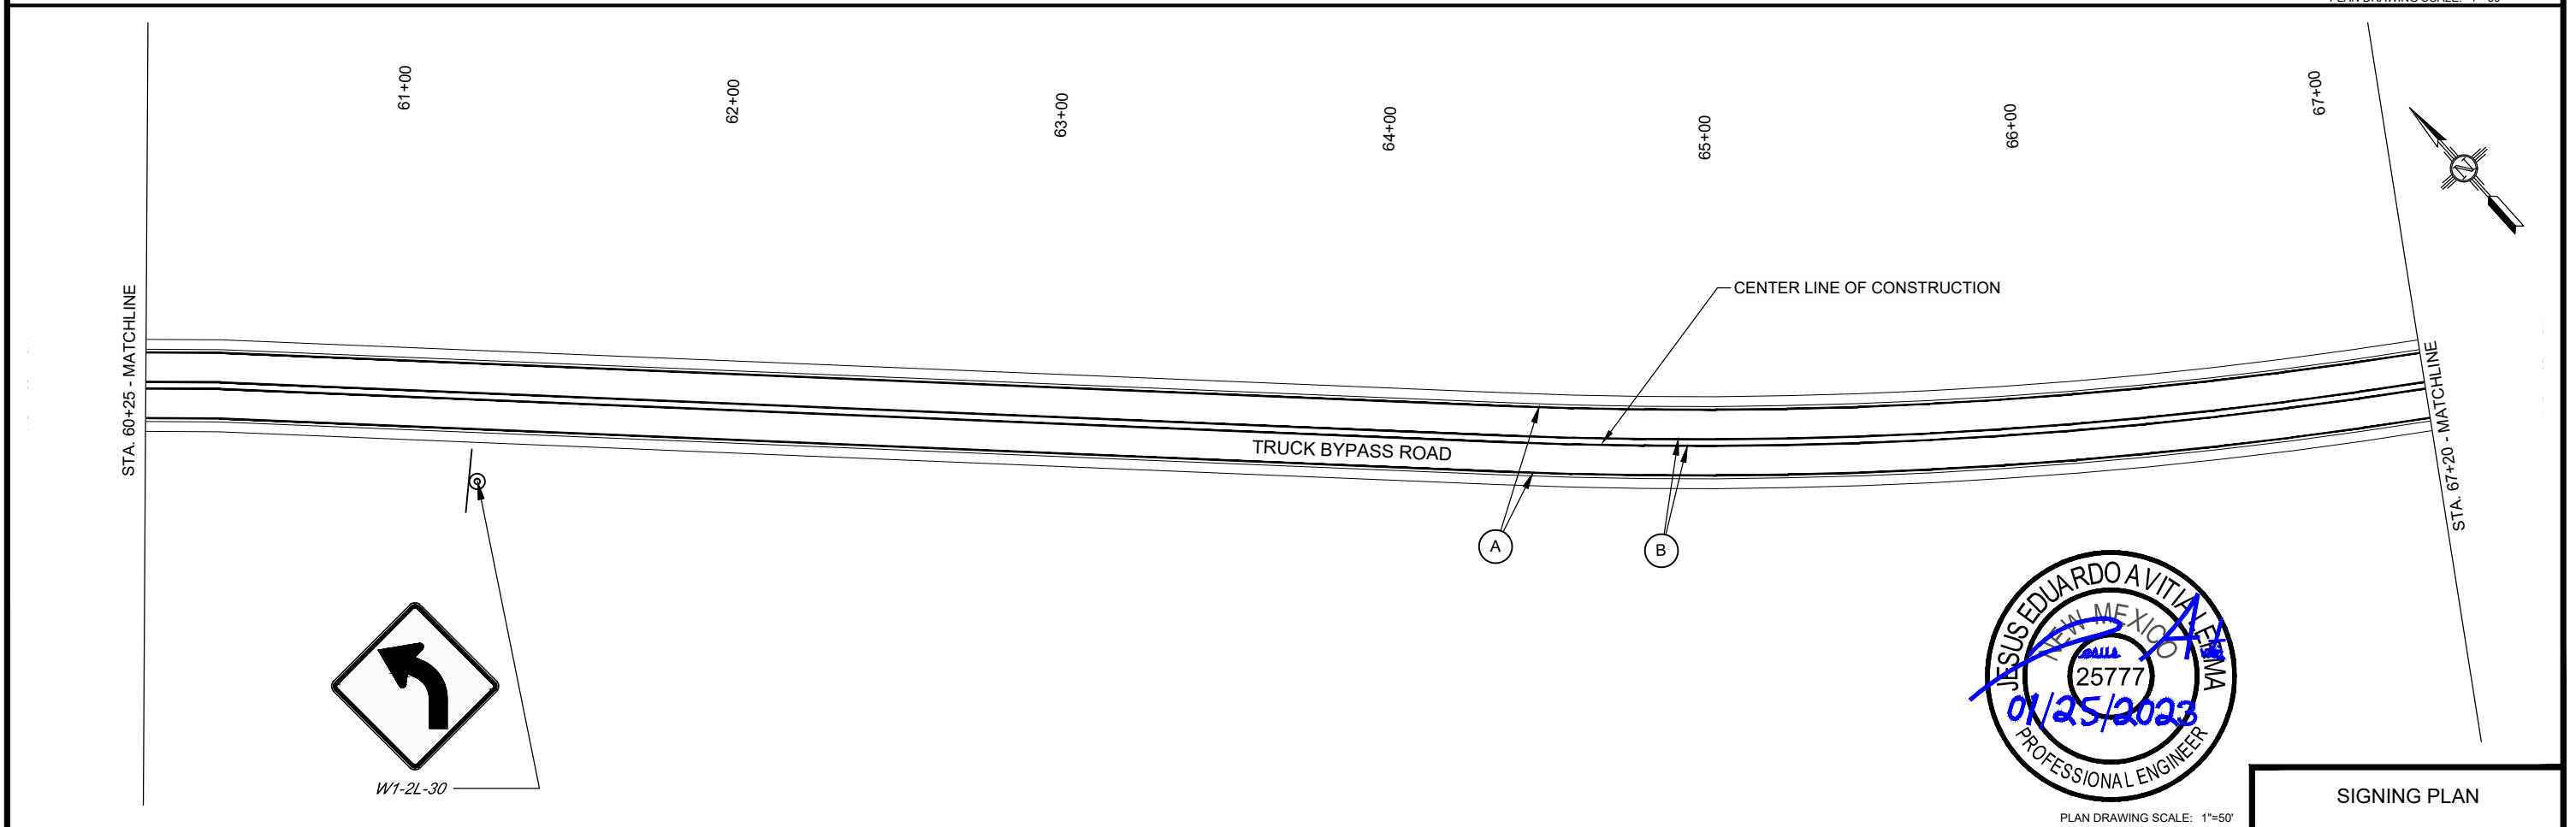 61+00
62+00
63+00
64+00
65+00
66+00
67+00
N
CENTER LINE OF CONSTRUCTION
STA. 60+25 - MATCHLINE
STA. 67+20 - MATCHLINE
TRUCK BYPASS ROAD
A
B
W1-2L-30
JESUS EDUARDO AVITIA LERMA
NEW MEXICO
25777
01/25/2023
PROFESSIONAL ENGINEER
SIGNING PLAN
PLAN DRAWING SCALE: 1"=50'